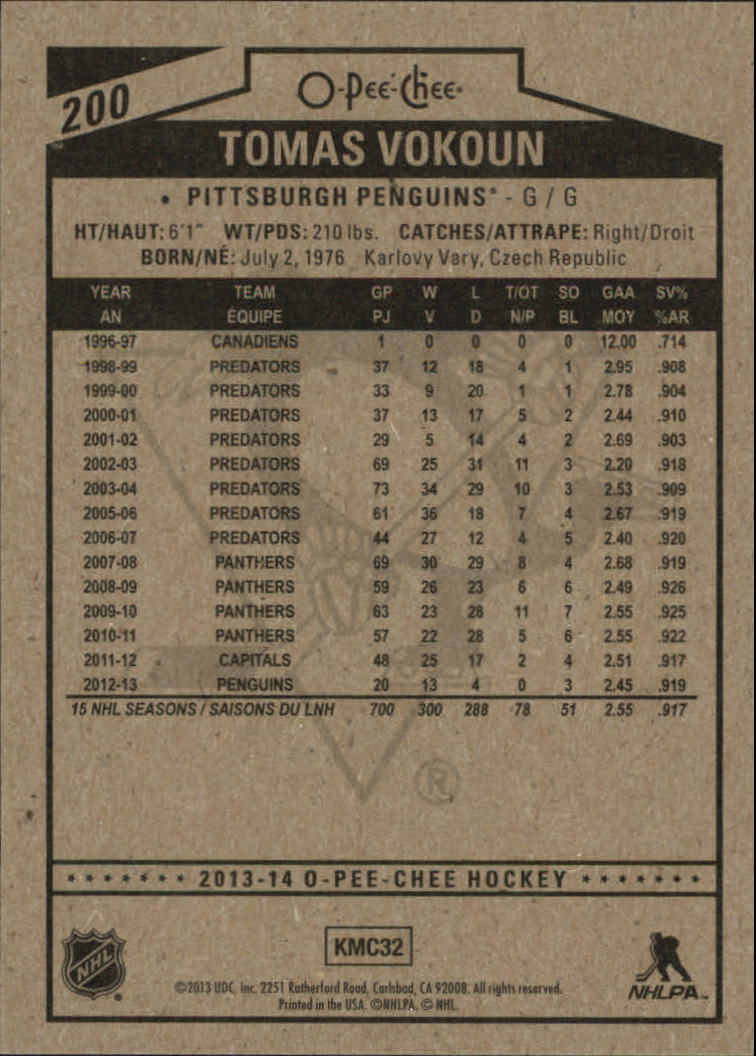 200
O-Pee-Chee®
TOMAS VOKOUN
• PITTSBURGH PENGUINS® - G / G
HT/HAUT: 6'1" WT/PDS: 210 lbs. CATCHES/ATTRAPE: Right/Droit
BORN/NÉ: July 2, 1976 Karlovy Vary, Czech Republic
YEAR TEAM GP W L T/OT SO GAA SV%
AN ÉQUIPE PJ V D N/P BL MOY %AR
1996-97 CANADIENS 1 0 0 0 0 12.00 .714
1998-99 PREDATORS 37 12 18 4 1 2.95 .908
1999-00 PREDATORS 33 9 20 1 1 2.78 .904
2000-01 PREDATORS 37 13 17 5 2 2.44 .910
2001-02 PREDATORS 29 5 14 4 2 2.69 .903
2002-03 PREDATORS 69 25 31 11 3 2.20 .918
2003-04 PREDATORS 73 34 29 10 3 2.53 .909
2005-06 PREDATORS 61 36 18 7 4 2.67 .919
2006-07 PREDATORS 44 27 12 4 5 2.40 .920
2007-08 PANTHERS 69 30 29 8 4 2.68 .919
2008-09 PANTHERS 59 26 23 6 6 2.49 .926
2009-10 PANTHERS 63 23 28 11 7 2.55 .925
2010-11 PANTHERS 57 22 28 5 6 2.55 .922
2011-12 CAPITALS 48 25 17 2 4 2.51 .917
2012-13 PENGUINS 20 13 4 0 3 2.45 .919
15 NHL SEASONS / SAISONS DU LNH 700 300 288 78 51 2.55 .917
®
2013-14 O-PEE-CHEE HOCKEY
KMC32
NHL ®
NHLPA™
©2013 UDC, Inc. 2251 Rutherford Road, Carlsbad, CA 92008. All rights reserved.
Printed in the USA. ©NHLPA. © NHL.